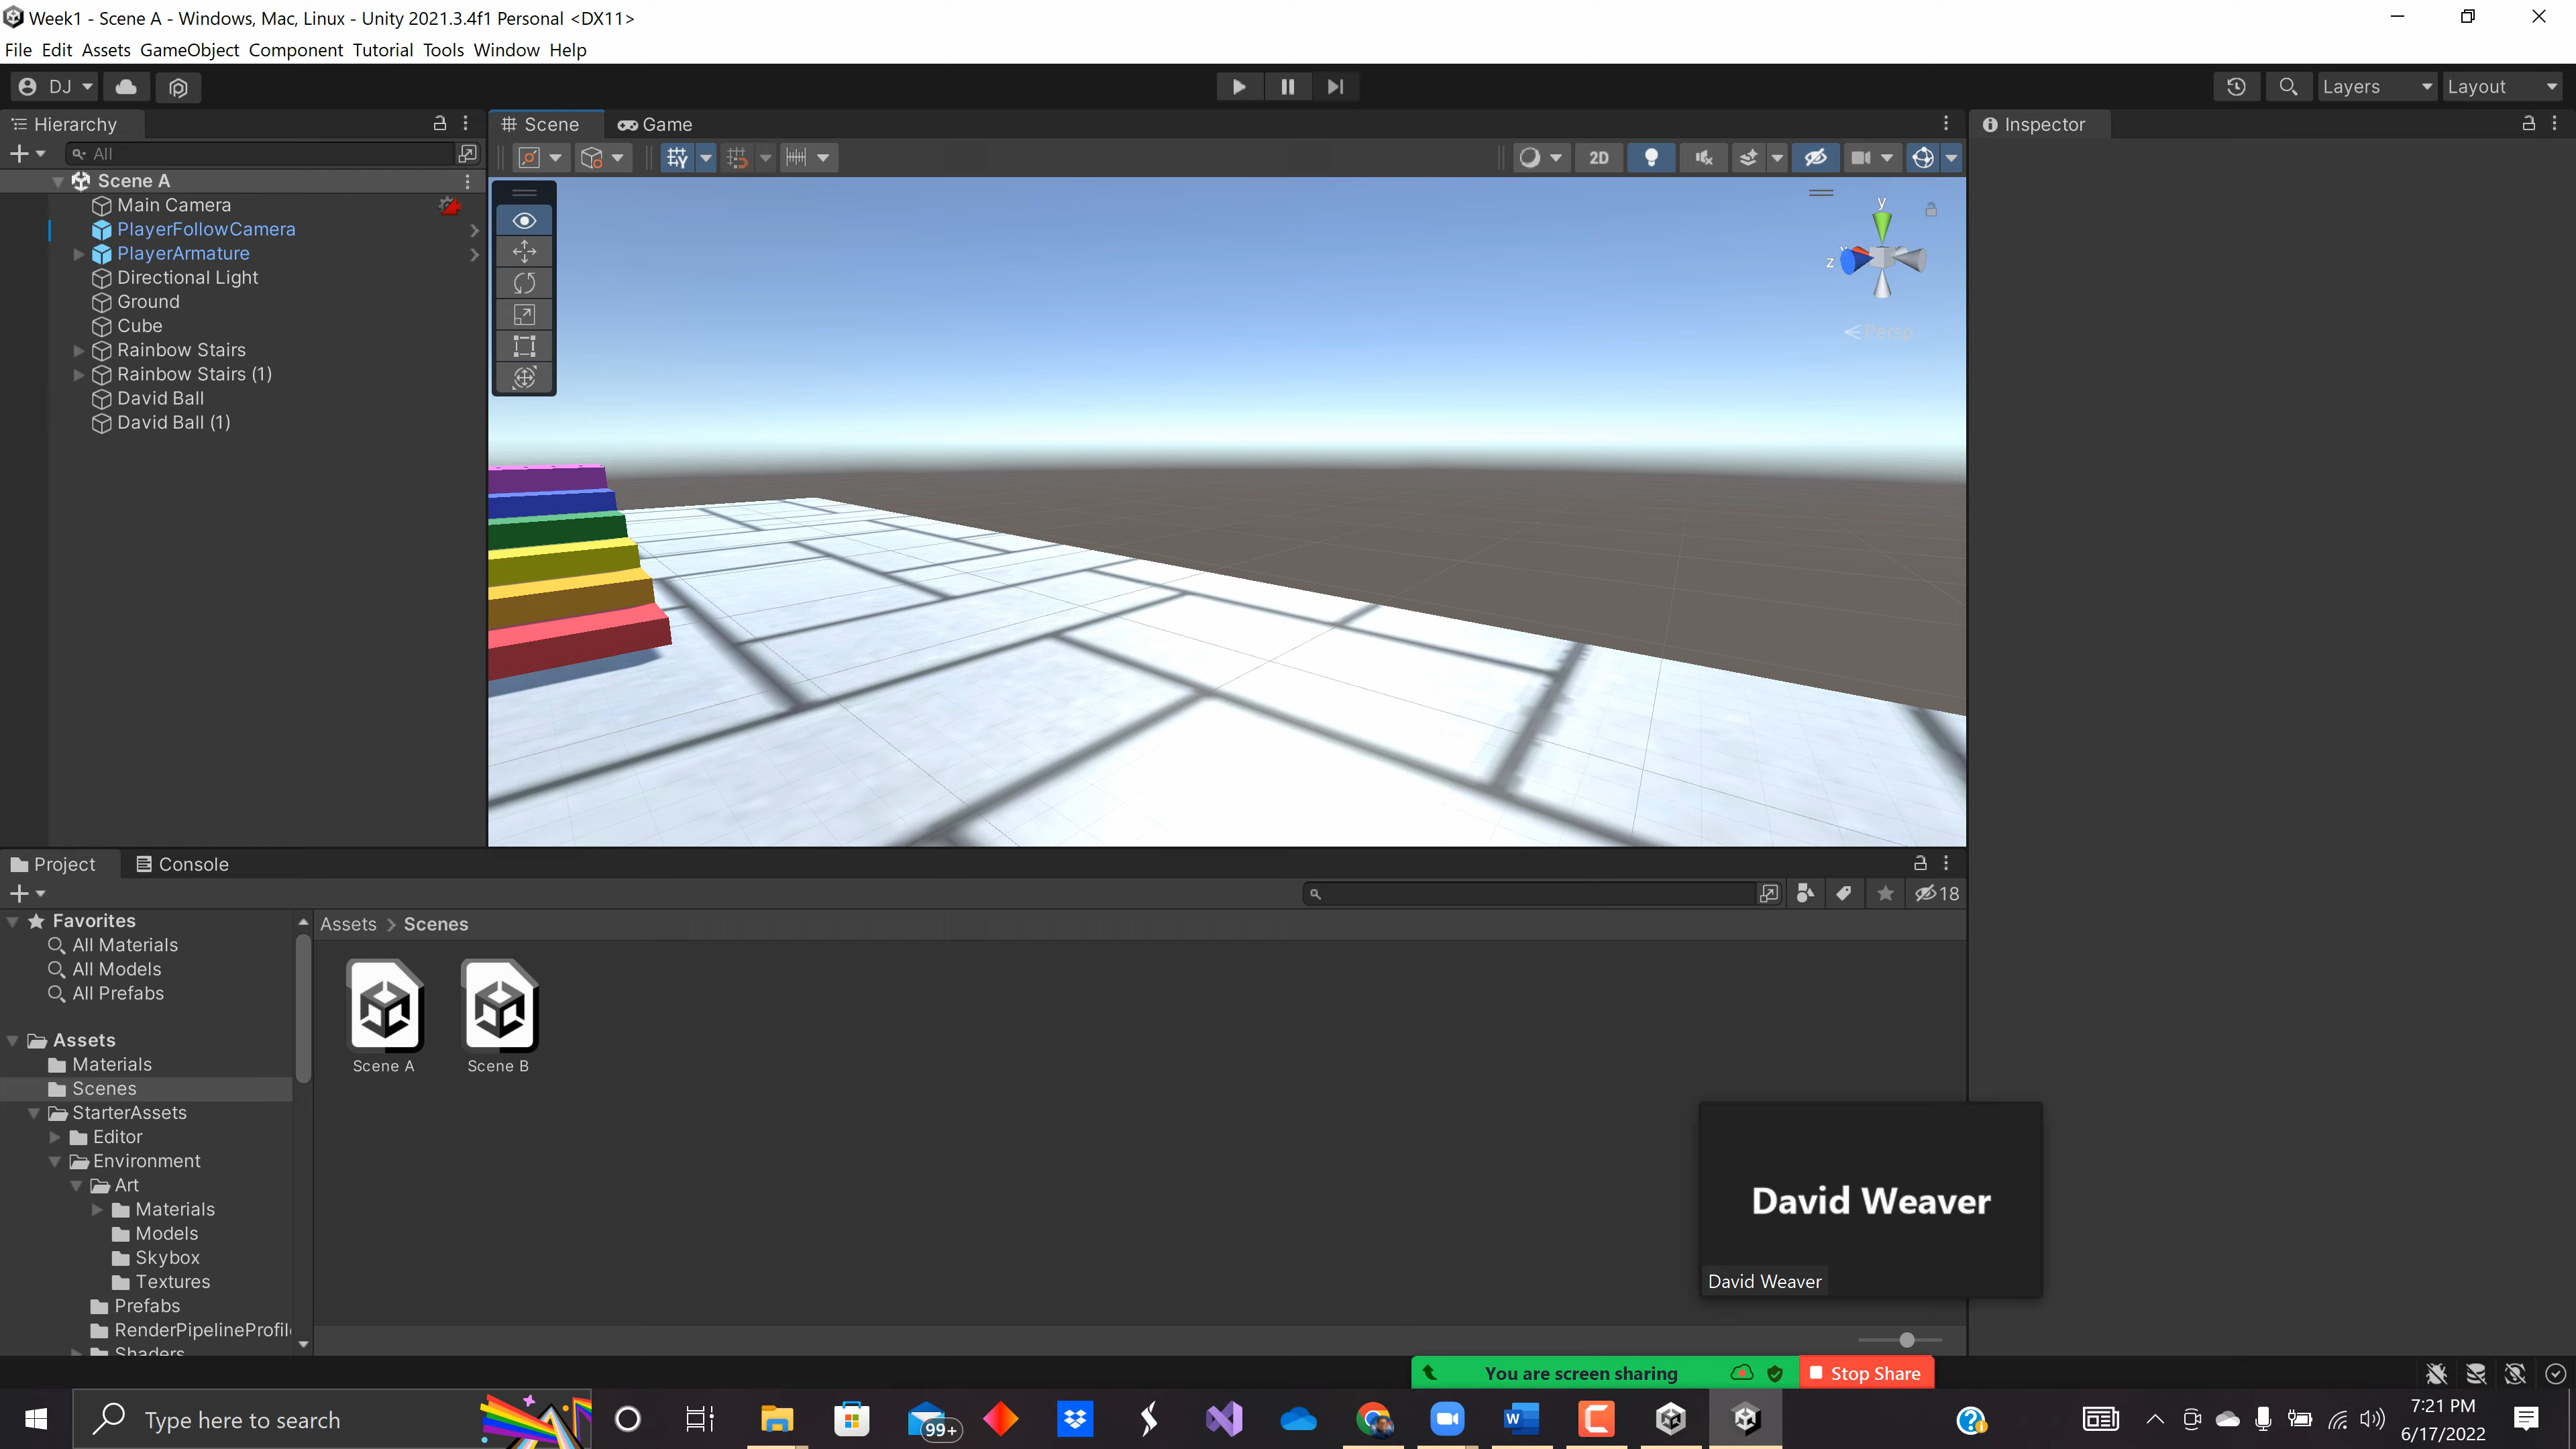 Week1 - Scene A - Windows, Mac, Linux - Unity 2021.3.4f1 Personal <DX11>
File Edit Assets GameObject Component Tutorial Tools Window Help
DJ
Layers
Layout
Hierarchy
Scene
Game
Inspector
All
2D
Scene A
Main Camera
PlayerFollowCamera
PlayerArmature
Directional Light
Ground
Cube
Rainbow Stairs
Rainbow Stairs (1)
David Ball
David Ball (1)
y
z
Persp
Project
Console
18
Favorites
All Materials
All Models
All Prefabs
Assets
Materials
Scenes
StarterAssets
Editor
Environment
Art
Materials
Models
Skybox
Textures
Prefabs
RenderPipelineProfil
Shaders
Assets > Scenes
Scene A
Scene B
David Weaver
David Weaver
You are screen sharing
Stop Share
Type here to search
99+
W
7:21 PM
6/17/2022